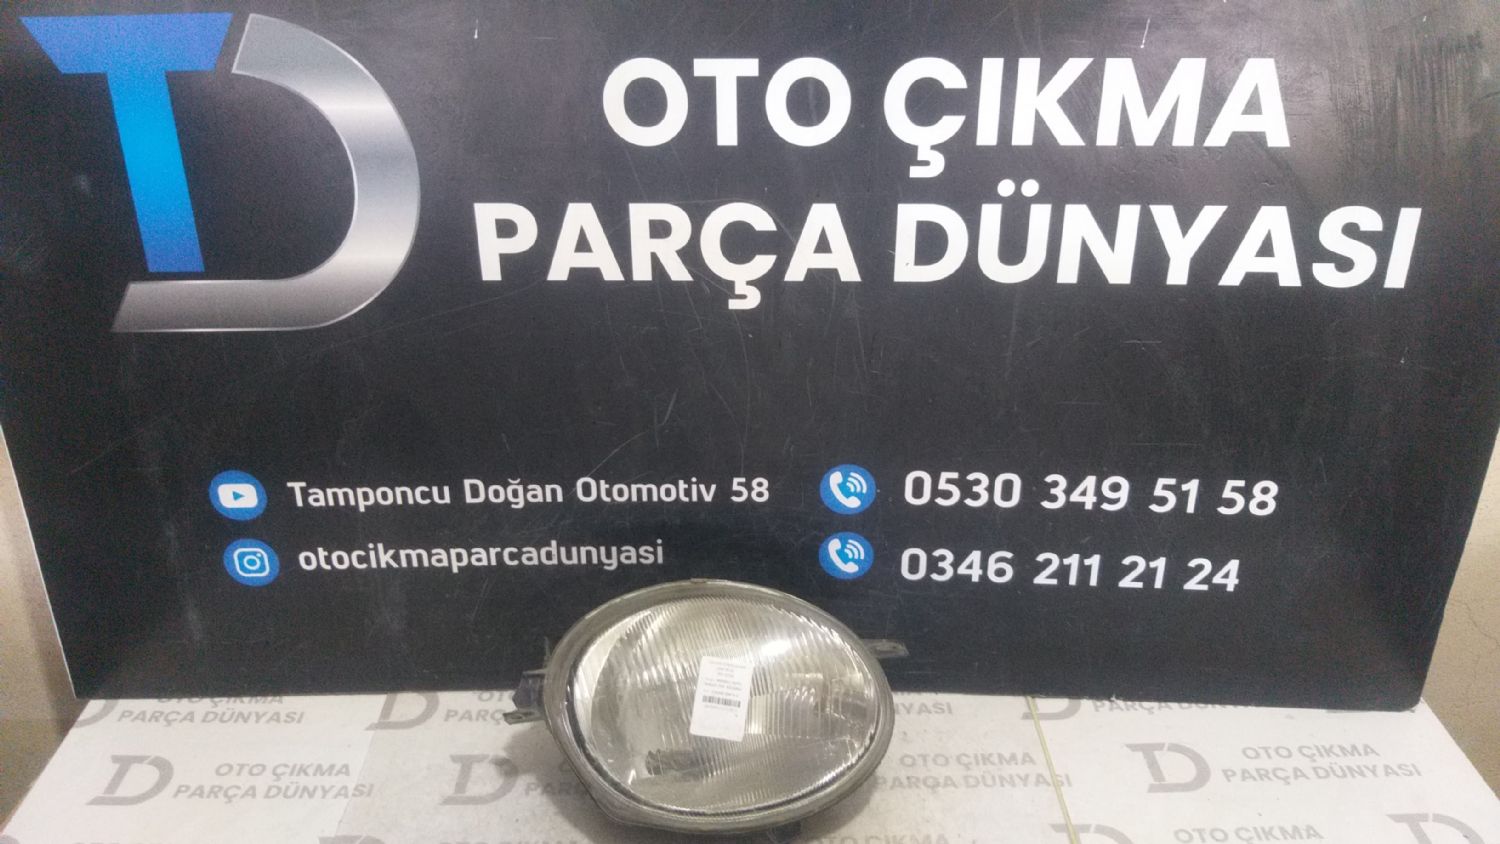 TD
OTO ÇIKMA
PARÇA DÜNYASI
Tamponcu Doğan Otomotiv 58
otocikmaparcadunyasi
0530 349 51 58
0346 211 21 24
PARÇA DÜNYASI
OTO ÇIKMA
PARÇA DÜNYASI
OTO ÇIKMA
PARÇA DÜNYASI
OTO ÇIKMA